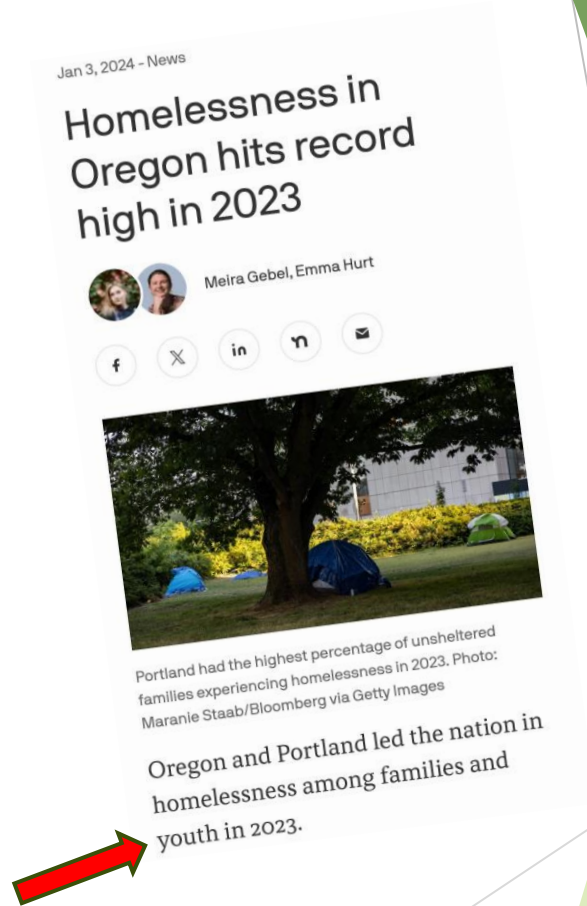 Jan 3, 2024 - News
Homelessness in
Oregon hits record
high in 2023
Meira Gebel, Emma Hurt
f
X
in
n
Portland had the highest percentage of unsheltered
families experiencing homelessness in 2023. Photo:
Maranie Staab/Bloomberg via Getty Images
Oregon and Portland led the nation in
homelessness among families and
youth in 2023.